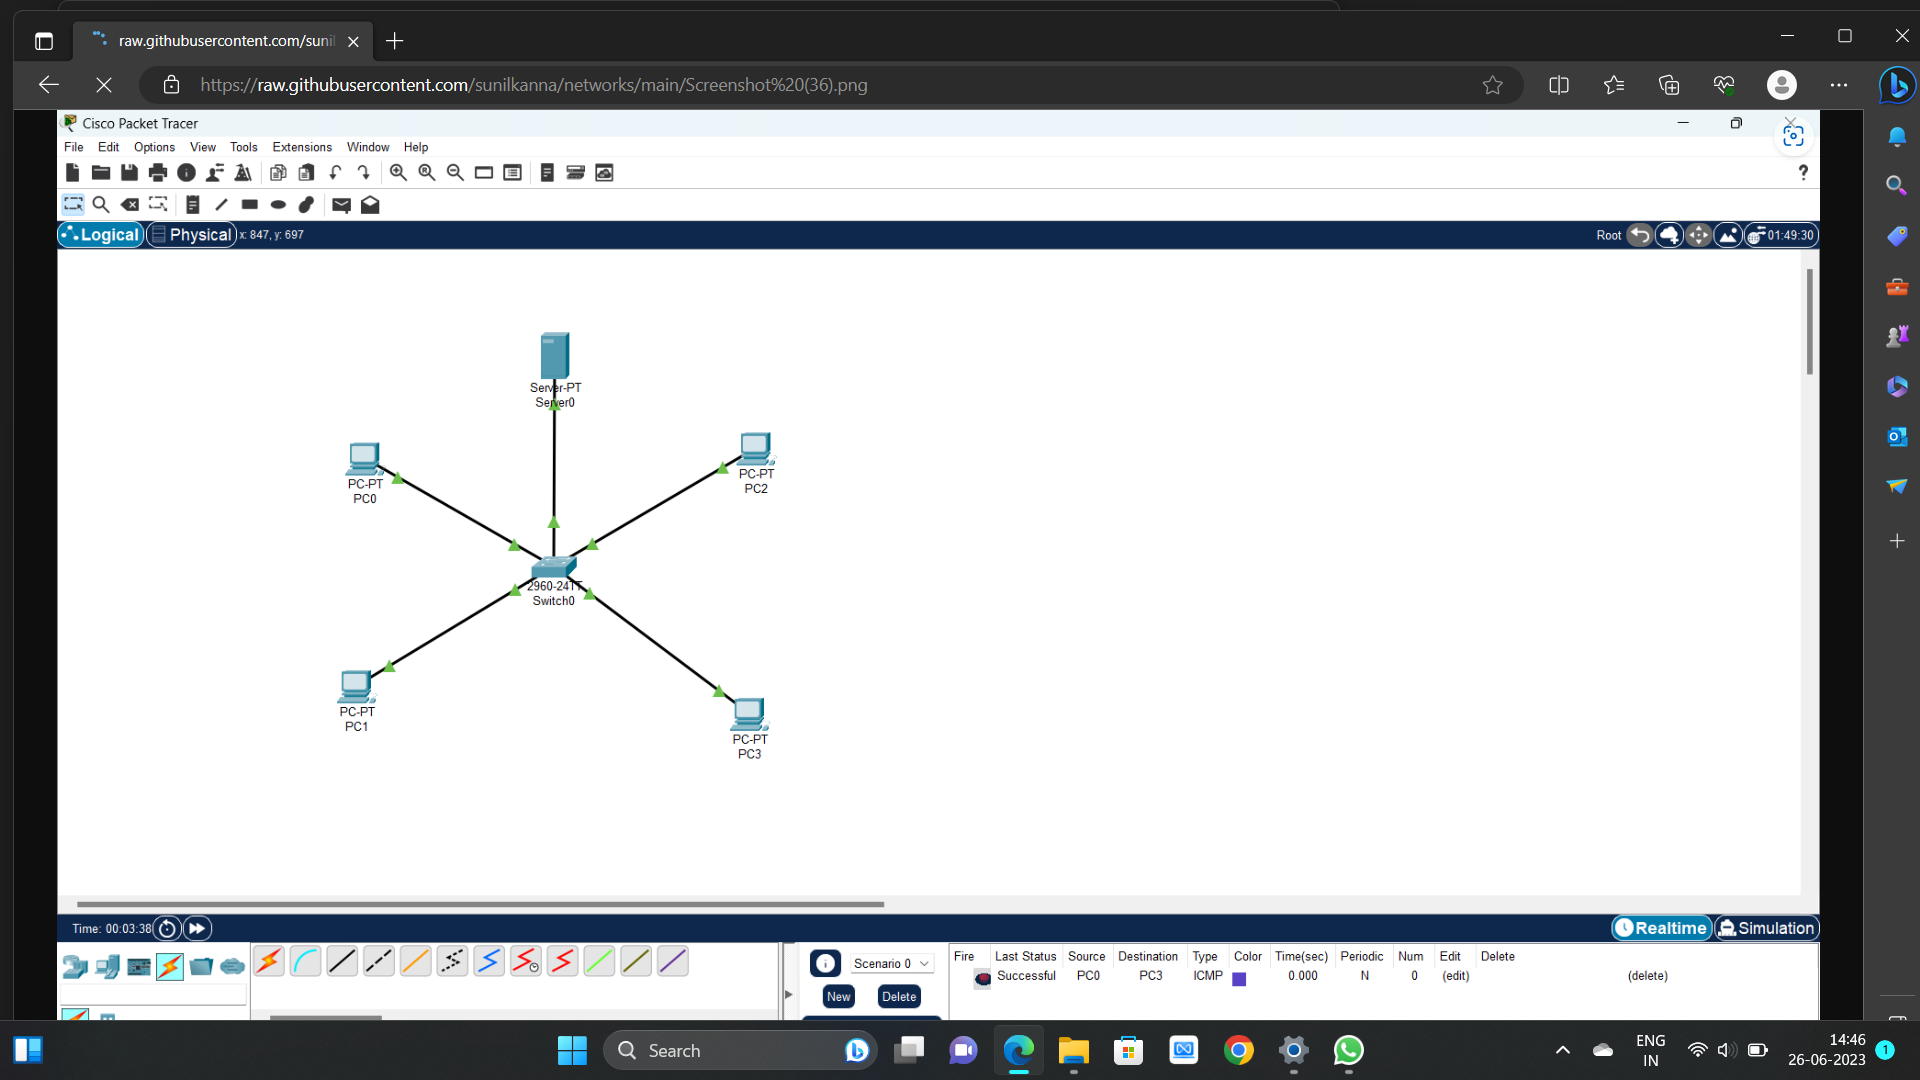 raw.githubusercontent.com/suni
https://raw.githubusercontent.com/sunilkanna/networks/main/Screenshot%20(36).png
Cisco Packet Tracer
File Edit Options View Tools Extensions Window Help
?
Logical Physical x: 847, y: 697 Root 01:49:30
Server-PT
Server0
PC-PT
PC0
PC-PT
PC2
2960-24TT
Switch0
PC-PT
PC1
PC-PT
PC3
Time: 00:03:38 Realtime Simulation
Scenario 0
New Delete
Fire Last Status Source Destination Type Color Time(sec) Periodic Num Edit Delete
Successful PC0 PC3 ICMP 0.000 N 0 (edit) (delete)
Search
ENG
IN
14:46
26-06-2023
1